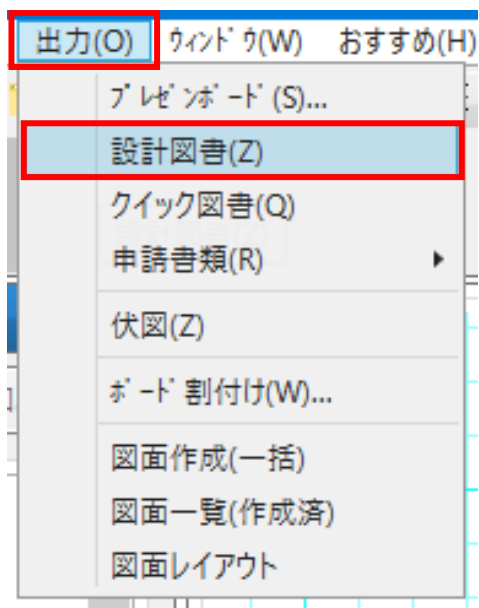 出力(O) ｳｨﾝﾄﾞｳ(W) おすすめ(H)
ﾌﾟﾚｾﾞﾝﾎﾞｰﾄﾞ(S)...
設計図書(Z)
クイック図書(Q)
申請書類(R)
伏図(Z)
ﾎﾞｰﾄﾞ割付け(W)...
図面作成(一括)
図面一覧(作成済)
図面レイアウト